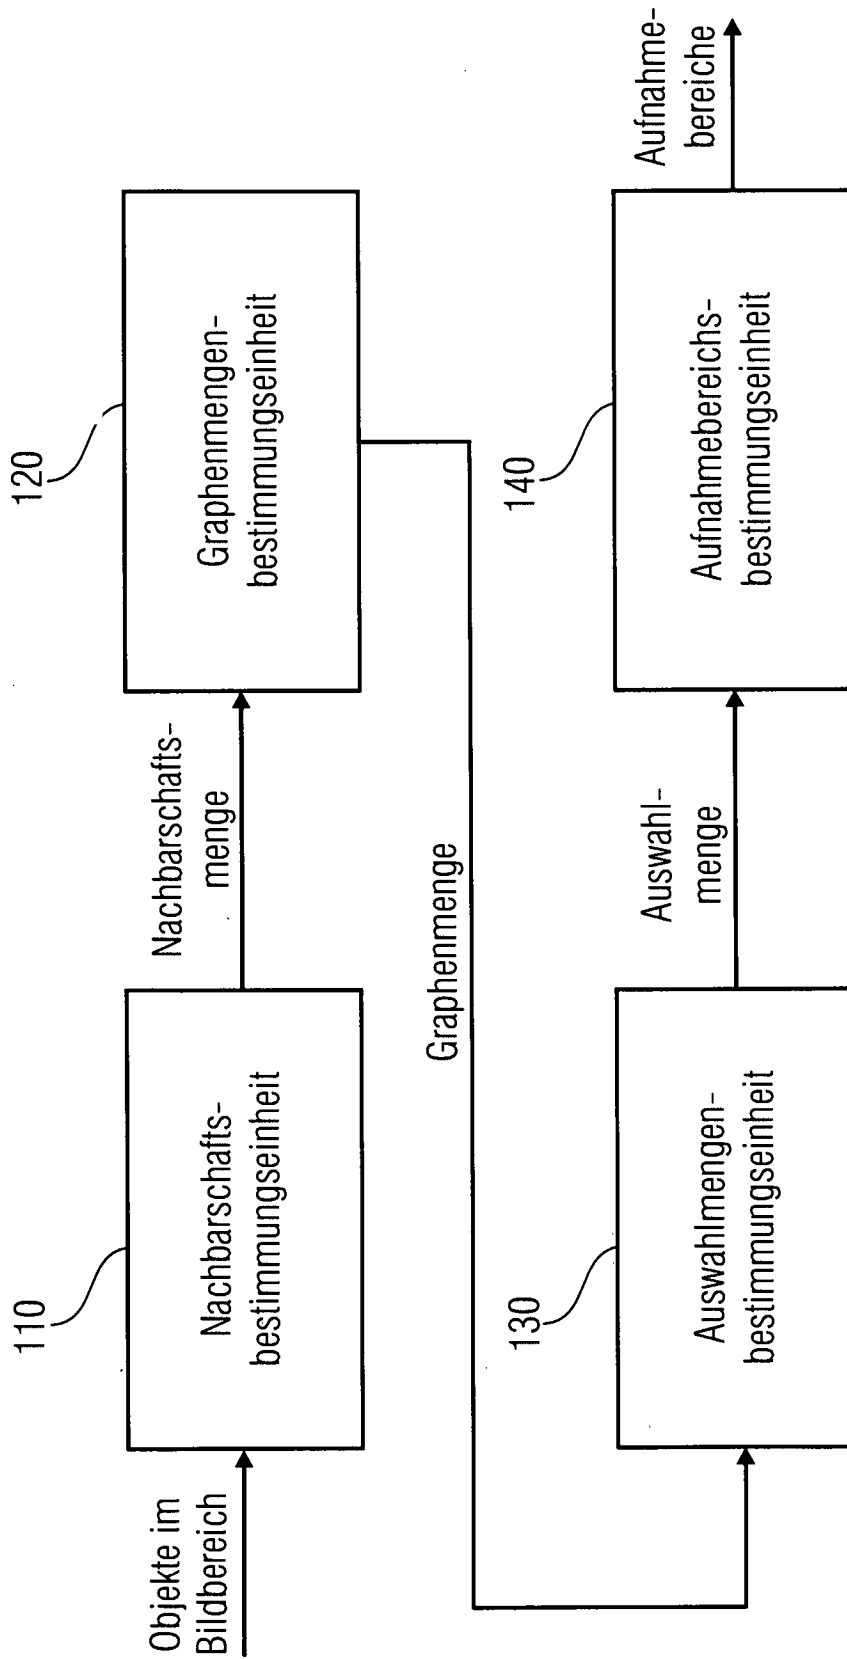 Objekte im
Bildbereich
110
Nachbarschafts-
bestimmungseinheit
Nachbarschafts-
menge
120
Graphenmengen-
bestimmungseinheit
Graphenmenge
130
Auswahlmengen-
bestimmungseinheit
Auswahl-
menge
140
Aufnahmebereichs-
bestimmungseinheit
Aufnahme-
bereiche